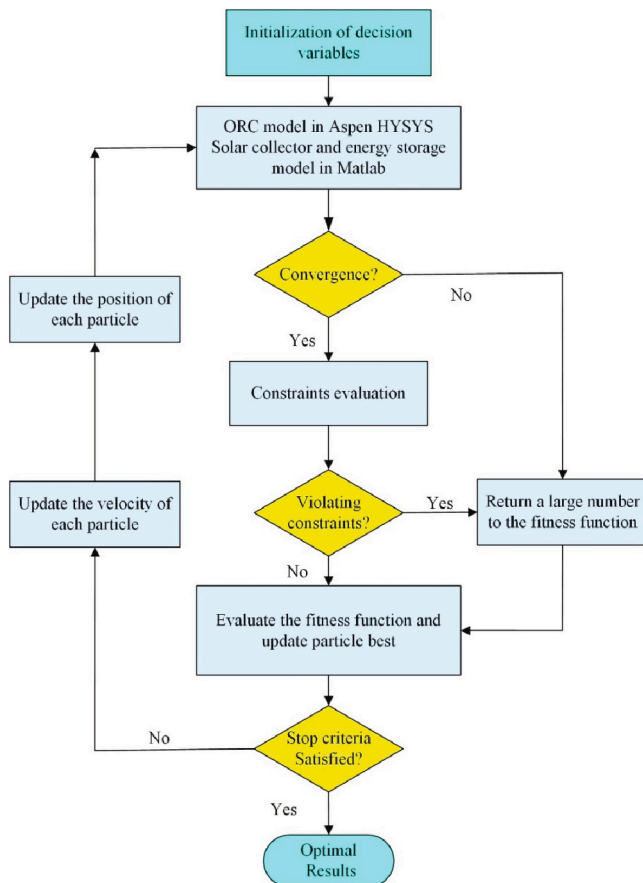 Initialization of decision
variables
ORC model in Aspen HYSYS
Solar collector and energy storage
model in Matlab
Convergence?
No
Yes
Update the position of
each particle
Constraints evaluation
Update the velocity of
each particle
Violating
constraints?
Yes
Return a large number
to the fitness function
No
Evaluate the fitness function and
update particle best
No
Stop criteria
Satisfied?
Yes
Optimal
Results